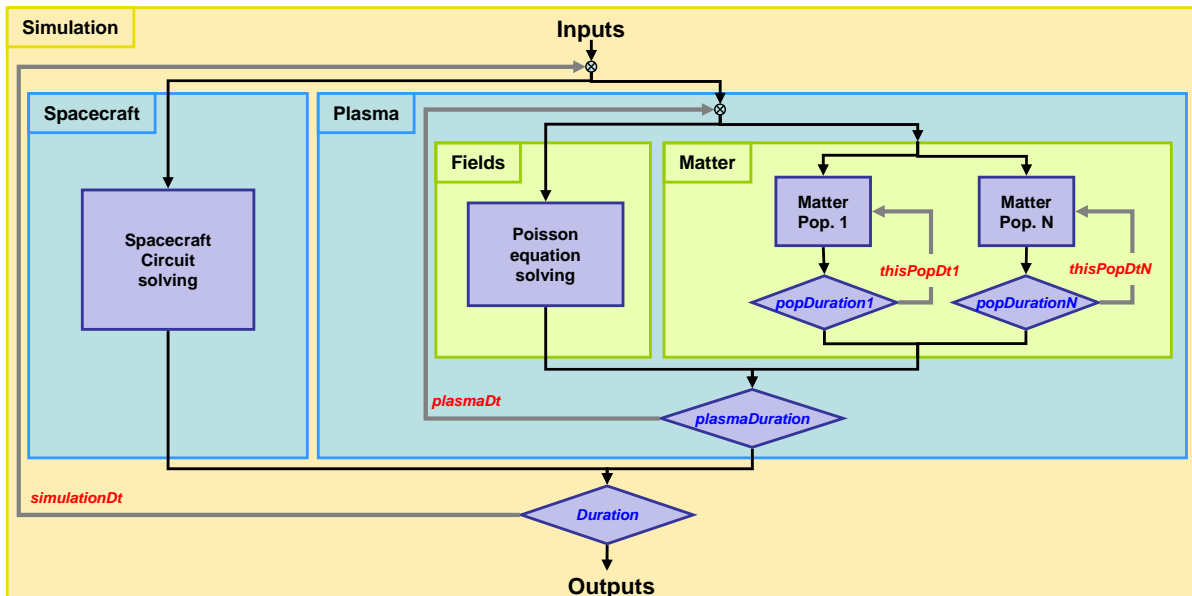 Simulation
Inputs
Spacecraft
Plasma
Fields
Matter
Spacecraft
Circuit
solving
Poisson
equation
solving
Matter
Pop. 1
Matter
Pop. N
thisPopDt1
thisPopDtN
popDuration1
popDurationN
plasmaDt
plasmaDuration
simulationDt
Duration
Outputs